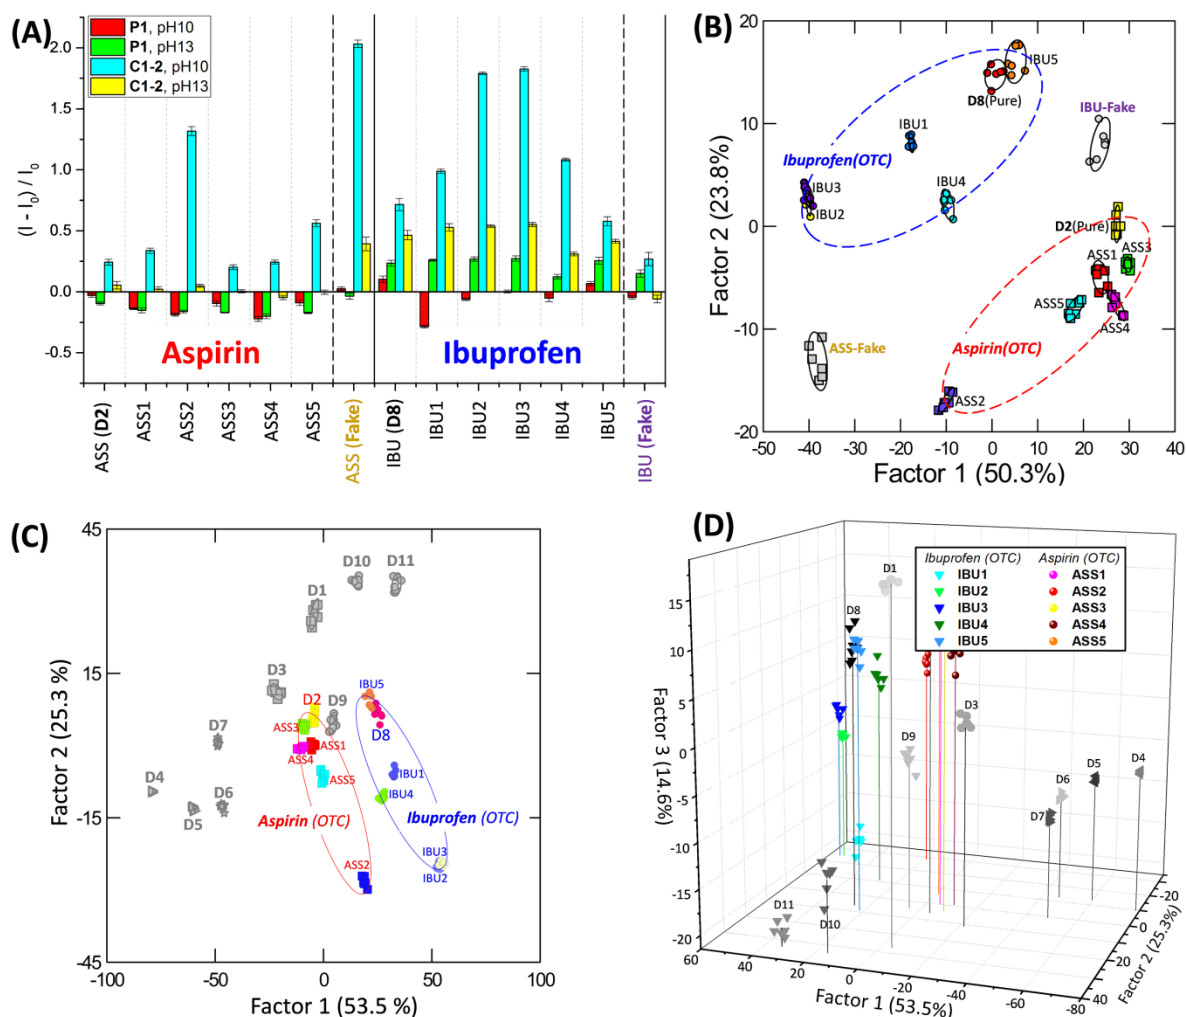 (A)
(I - I0) / I0
2.0
1.5
1.0
0.5
0.0
-0.5
P1, pH10
P1, pH13
C1-2, pH10
C1-2, pH13
Aspirin
Ibuprofen
ASS (D2)
ASS1
ASS2
ASS3
ASS4
ASS5
ASS (Fake)
IBU (D8)
IBU1
IBU2
IBU3
IBU4
IBU5
IBU (Fake)
(B)
Factor 2 (23.8%)
20
10
0
-10
-20
IBU5
D8(Pure)
IBU-Fake
IBU1
Ibuprofen(OTC)
IBU3
IBU4
IBU2
D2(Pure)
ASS3
ASS1
ASS5
ASS4
Aspirin(OTC)
ASS-Fake
ASS2
-50 -40 -30 -20 -10 0 10 20 30 40
Factor 1 (50.3%)
(C)
Factor 2 (25.3 %)
45
15
-15
-45
D10
D11
D1
D3
IBU5
D2
D9
D7
ASS3
D8
ASS1
ASS4
IBU1
ASS5
D4
IBU4
D6
D5
Aspirin (OTC)
Ibuprofen (OTC)
IBU3
ASS2
IBU2
-100 -50 0 50 100
Factor 1 (53.5 %)
(D)
Ibuprofen (OTC) Aspirin (OTC)
IBU1 ASS1
IBU2 ASS2
IBU3 ASS3
IBU4 ASS4
IBU5 ASS5
Factor 3 (14.6%)
15
10
5
0
-5
-10
-15
-20
D1
D8
D3
D9
D5
D4
D6
D7
D11
D10
60 40 20 0 -20 -40 -60 -80
Factor 1 (53.5%)
-80
-60
-40
-20
0
20
40
Factor 2 (25.3%)